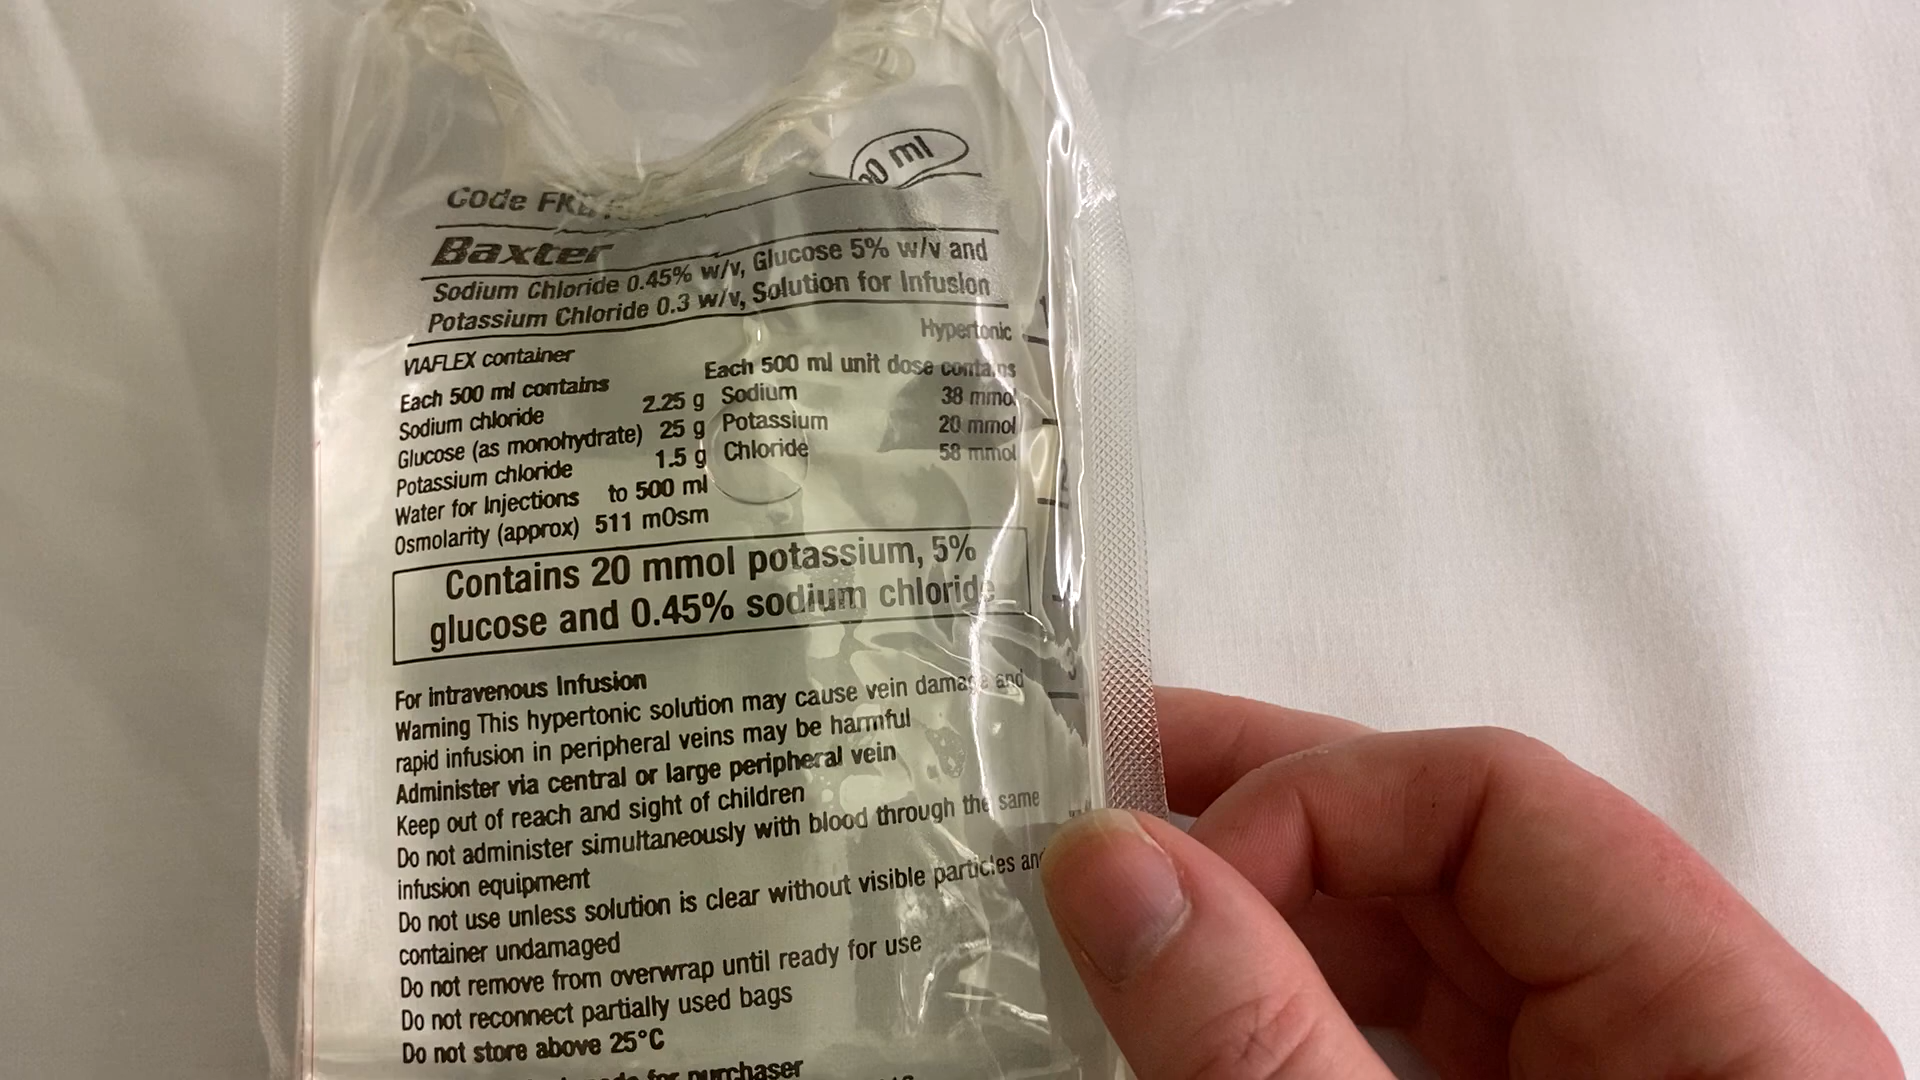 ml
Code
Baxter
Sodium Chloride 0.45% w/v, Glucose 5% w/v and
Potassium Chloride 0.3 w/v, Solution for Infusion
Hypertonic
VIAFLEX container
Each 500 ml contains
Sodium chloride 2.25 g
Glucose (as monohydrate) 25 g
Potassium chloride 1.5 g
Water for Injections to 500 ml
Osmolarity (approx) 511 mOsm
Each 500 ml unit dose contains
Sodium 38 mmol
Potassium 20 mmol
Chloride 58 mmol
1
2
3
Contains 20 mmol potassium, 5%
glucose and 0.45% sodium chloride
For intravenous Infusion
Warning This hypertonic solution may cause vein damage and
rapid infusion in peripheral veins may be harmful
Administer via central or large peripheral vein
Keep out of reach and sight of children
Do not administer simultaneously with blood through the same
infusion equipment
Do not use unless solution is clear without visible particles and
container undamaged
Do not remove from overwrap until ready for use
Do not reconnect partially used bags
Do not store above 25°C
for purchaser